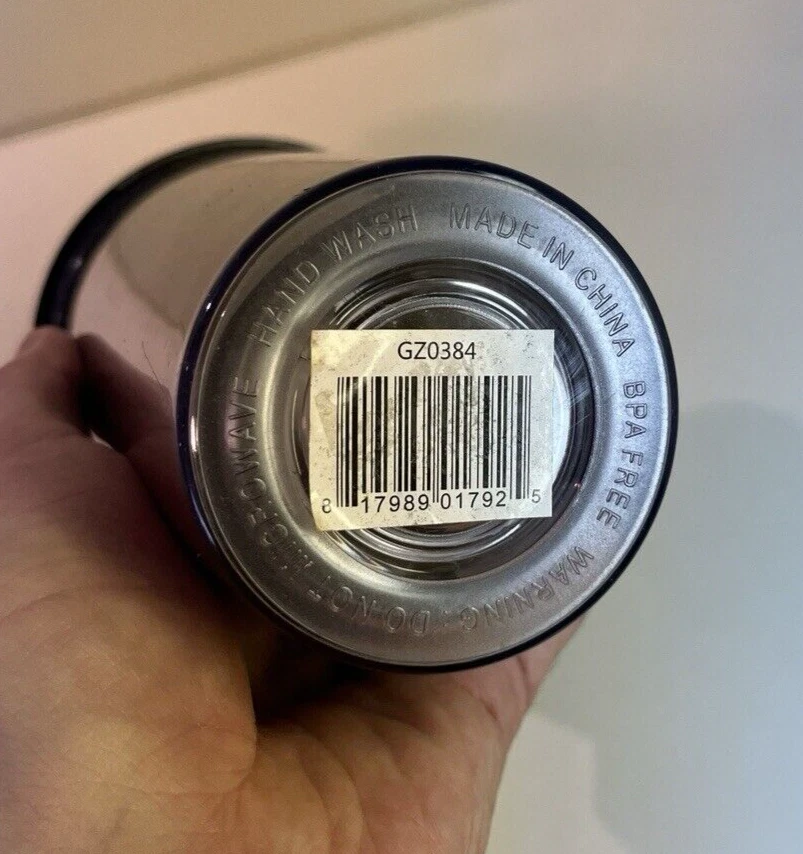 GZ0384
8 17989 01792 5
HAND WASH MADE IN CHINA BPA FREE WARNING: DO NOT MICROWAVE